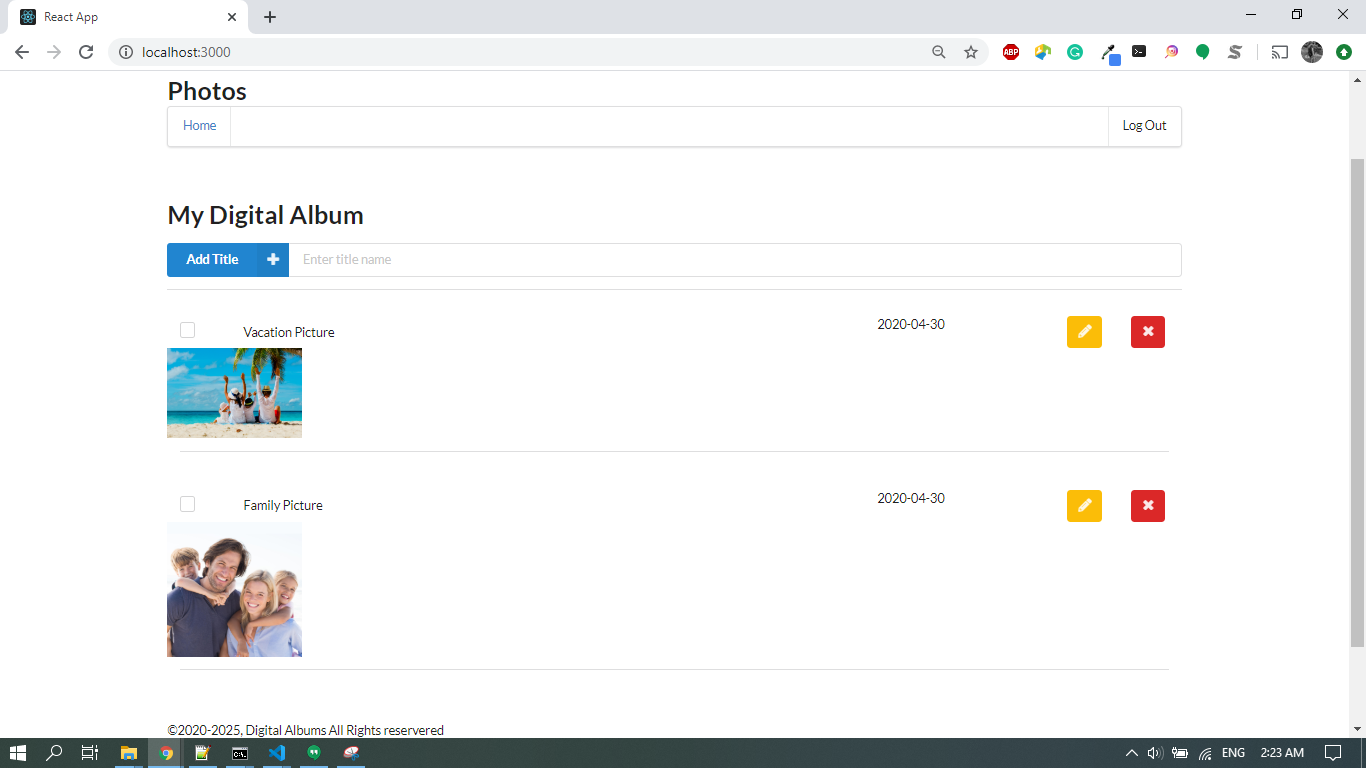 React App
localhost:3000
ABP
Photos
Home
Log Out
My Digital Album
Add Title
Enter title name
Vacation Picture
2020-04-30
Family Picture
2020-04-30
©2020-2025, Digital Albums All Rights reservered
ENG
2:23 AM